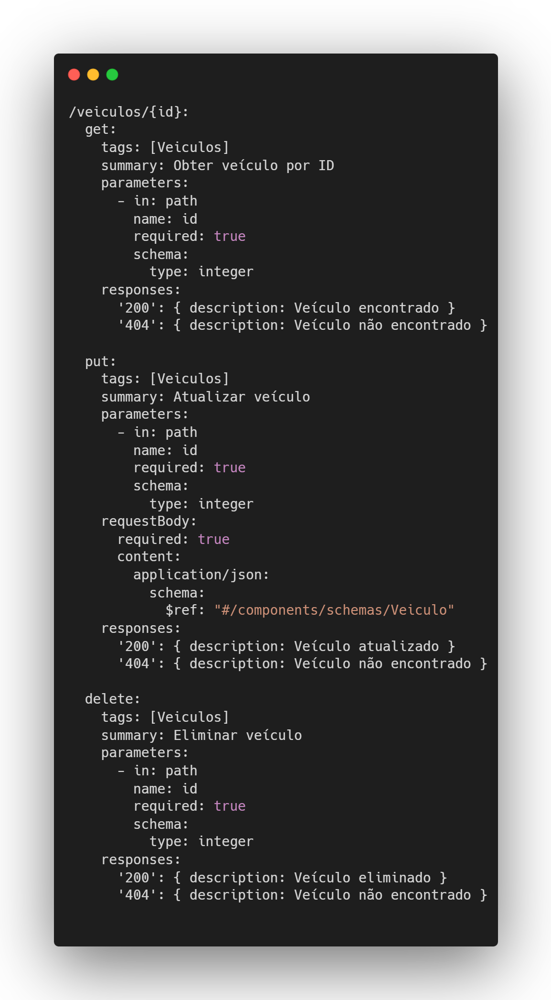 /veiculos/{id}:
  get:
    tags: [Veiculos]
    summary: Obter veículo por ID
    parameters:
      - in: path
        name: id
        required: true
        schema:
          type: integer
    responses:
      '200': { description: Veículo encontrado }
      '404': { description: Veículo não encontrado }

  put:
    tags: [Veiculos]
    summary: Atualizar veículo
    parameters:
      - in: path
        name: id
        required: true
        schema:
          type: integer
    requestBody:
      required: true
      content:
        application/json:
          schema:
            $ref: "#/components/schemas/Veiculo"
    responses:
      '200': { description: Veículo atualizado }
      '404': { description: Veículo não encontrado }

  delete:
    tags: [Veiculos]
    summary: Eliminar veículo
    parameters:
      - in: path
        name: id
        required: true
        schema:
          type: integer
    responses:
      '200': { description: Veículo eliminado }
      '404': { description: Veículo não encontrado }